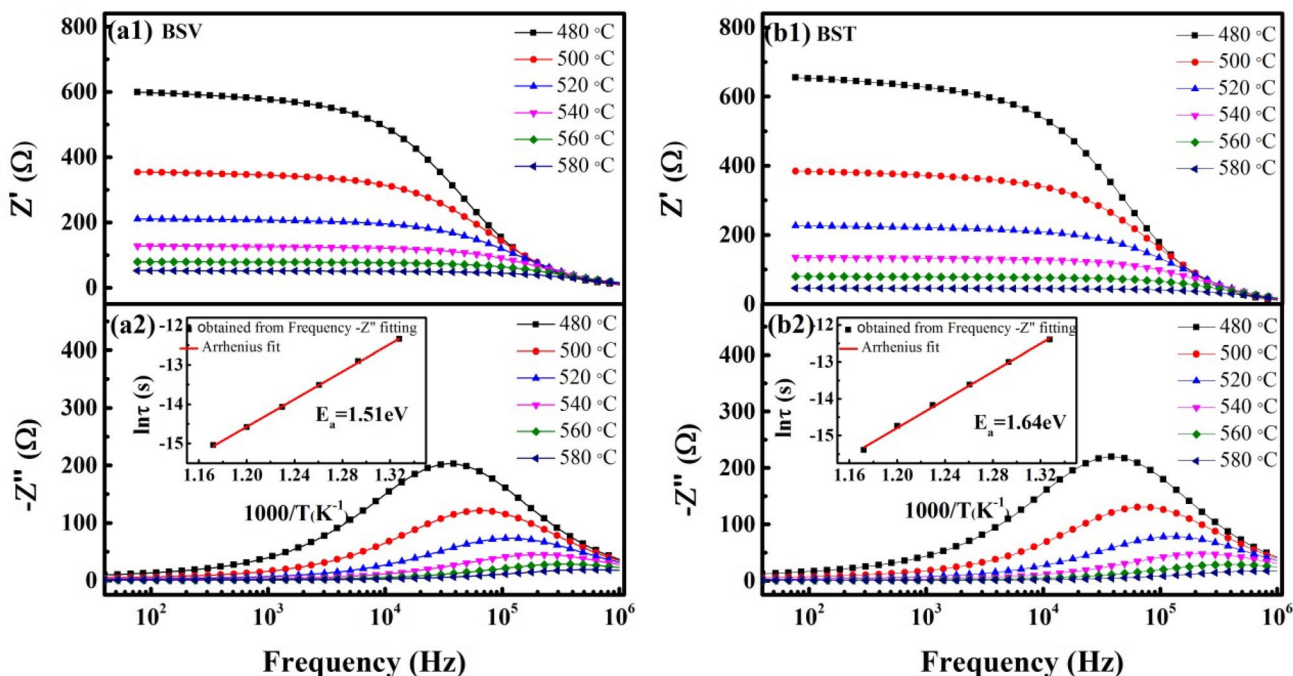 (a1) BSV
800
600
400
200
0
Z' (Ω)
480 °C
500 °C
520 °C
540 °C
560 °C
580 °C
(b1) BST
800
600
400
200
0
Z' (Ω)
480 °C
500 °C
520 °C
540 °C
560 °C
580 °C
(a2)
400
300
200
100
0
-Z'' (Ω)
-12
-13
-14
-15
lnτ (s)
obtained from Frequency -Z'' fitting
Arrhenius fit
Ea=1.51eV
1.16 1.20 1.24 1.28 1.32
1000/T(K-1)
480 °C
500 °C
520 °C
540 °C
560 °C
580 °C
10² 10³ 10⁴ 10⁵ 10⁶
Frequency (Hz)
(b2)
400
300
200
100
0
-Z'' (Ω)
-12
-13
-14
-15
lnτ (s)
obtained from Frequency -Z'' fitting
Arrhenius fit
Ea=1.64eV
1.16 1.20 1.24 1.28 1.32
1000/T(K-1)
480 °C
500 °C
520 °C
540 °C
560 °C
580 °C
10² 10³ 10⁴ 10⁵ 10⁶
Frequency (Hz)